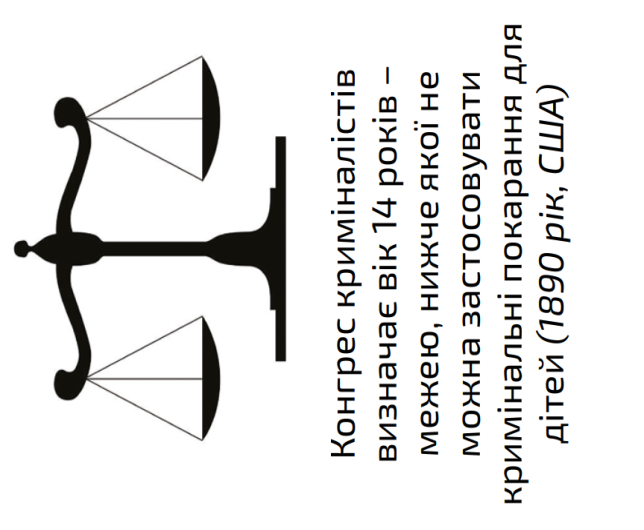 Конгрес криміналістів
визначає вік 14 років –
межею, нижче якої не
можна застосовувати
кримінальні покарання для
дітей (1890 рік, США)